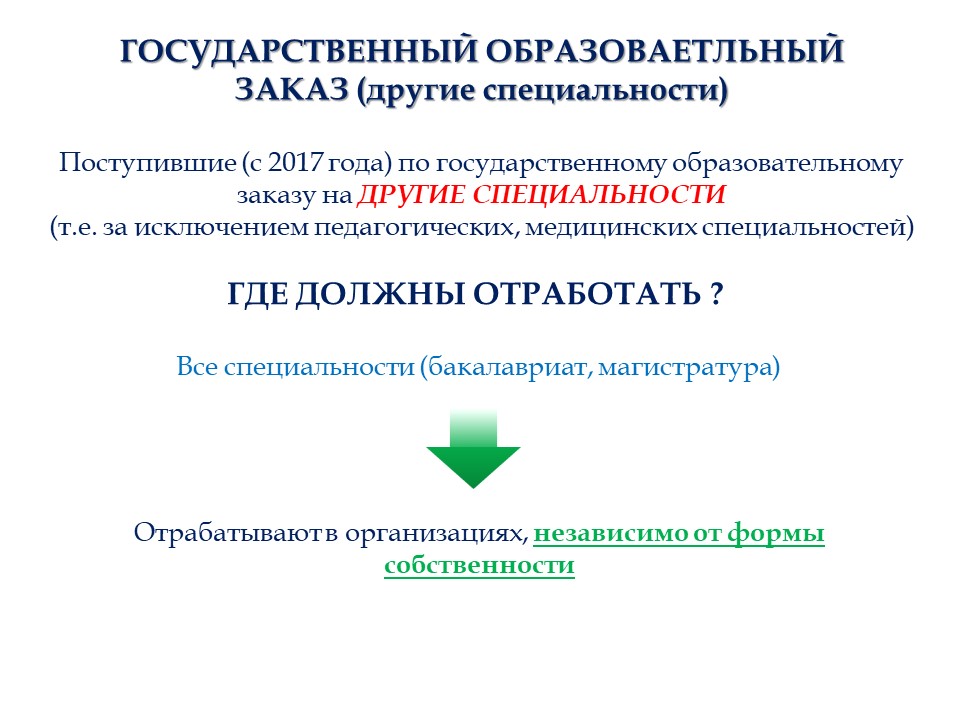 ГОСУДАРСТВЕННЫЙ ОБРАЗОВАЕТЛЬНЫЙ
ЗАКАЗ (другие специальности)
Поступившие (с 2017 года) по государственному образовательному
заказу на ДРУГИЕ СПЕЦИАЛЬНОСТИ
(т.е. за исключением педагогических, медицинских специальностей)
ГДЕ ДОЛЖНЫ ОТРАБОТАТЬ ?
Все специальности (бакалавриат, магистратура)
Отрабатывают в организациях, независимо от формы
собственности